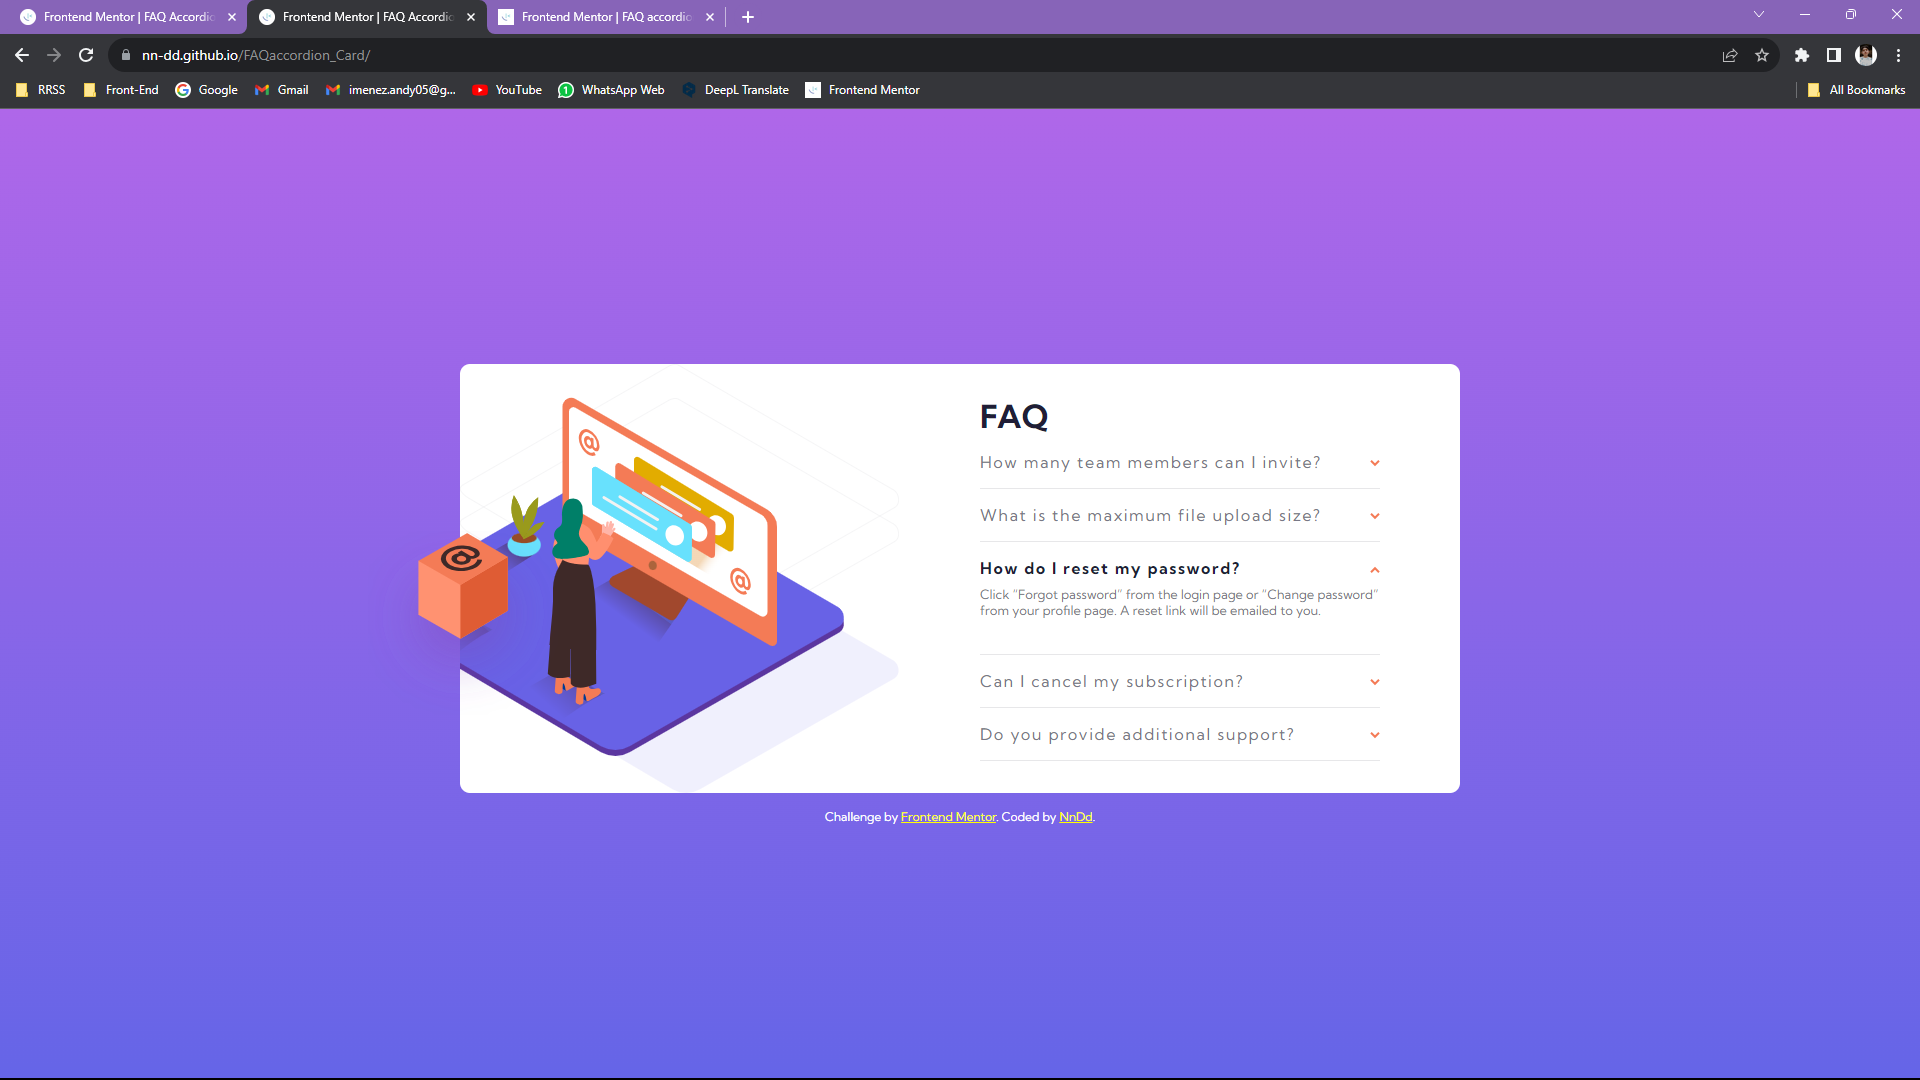 Frontend Mentor | FAQ Accordio
Frontend Mentor | FAQ Accordio
Frontend Mentor | FAQ accordio
nn-dd.github.io/FAQaccordion_Card/
RRSS
Front-End
Google
Gmail
imenez.andy05@g...
YouTube
1
WhatsApp Web
DeepL Translate
Frontend Mentor
All Bookmarks
@
@
@
FAQ
How many team members can I invite?
What is the maximum file upload size?
How do I reset my password?
Click “Forgot password” from the login page or “Change password”
from your profile page. A reset link will be emailed to you.
Can I cancel my subscription?
Do you provide additional support?
Challenge by Frontend Mentor. Coded by NnDd.